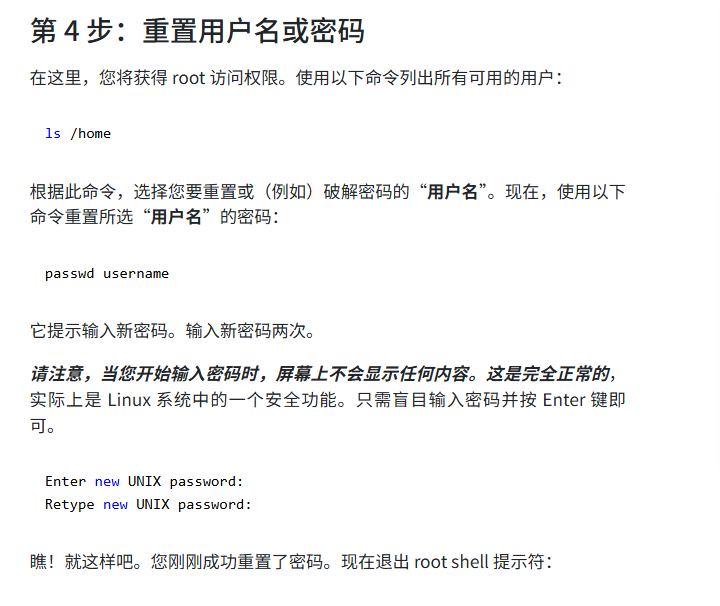 第 4 步：重置用户名或密码
在这里，您将获得 root 访问权限。使用以下命令列出所有可用的用户：
ls /home
根据此命令，选择您要重置或（例如）破解密码的“用户名”。现在，使用以下
命令重置所选“用户名”的密码：
passwd username
它提示输入新密码。输入新密码两次。
请注意，当您开始输入密码时，屏幕上不会显示任何内容。这是完全正常的，
实际上是 Linux 系统中的一个安全功能。只需盲目输入密码并按 Enter 键即
可。
Enter new UNIX password:
Retype new UNIX password:
瞧！就这样吧。您刚刚成功重置了密码。现在退出 root shell 提示符：